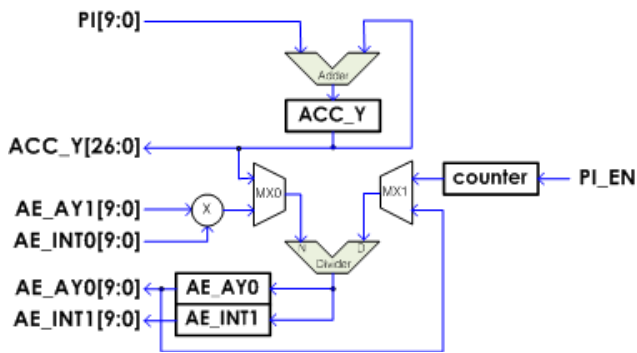 PI[9:0]
Adder
ACC_Y
ACC_Y[26:0]
MX0
MX1
counter
PI_EN
AE_AY1[9:0]
X
AE_INT0[9:0]
N
D
Divider
AE_AY0[9:0]
AE_AY0
AE_INT1[9:0]
AE_INT1